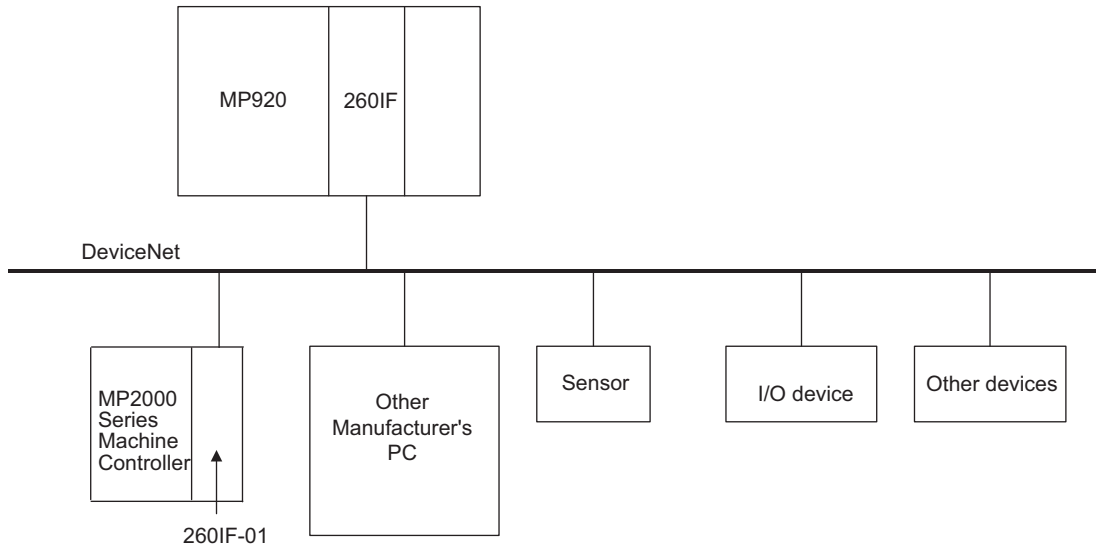 MP920
260IF
DeviceNet
MP2000
Series
Machine
Controller
260IF-01
Other
Manufacturer's
PC
Sensor
I/O device
Other devices